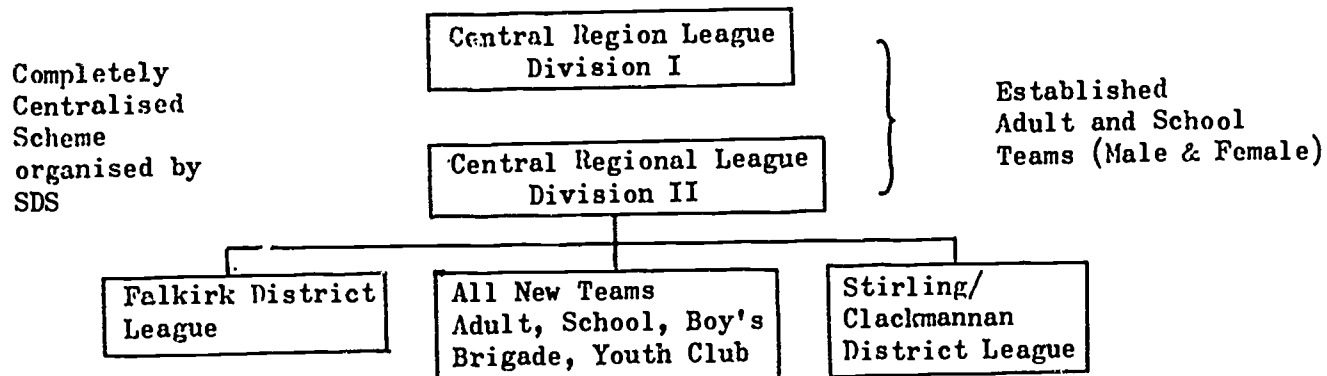 Central Region League
Division I
Completely
Centralised
Scheme
organised by
SDS
Established
Adult and School
Teams (Male & Female)
Central Regional League
Division II
Falkirk District
League
All New Teams
Adult, School, Boy's
Brigade, Youth Club
Stirling/
Clackmannan
District League